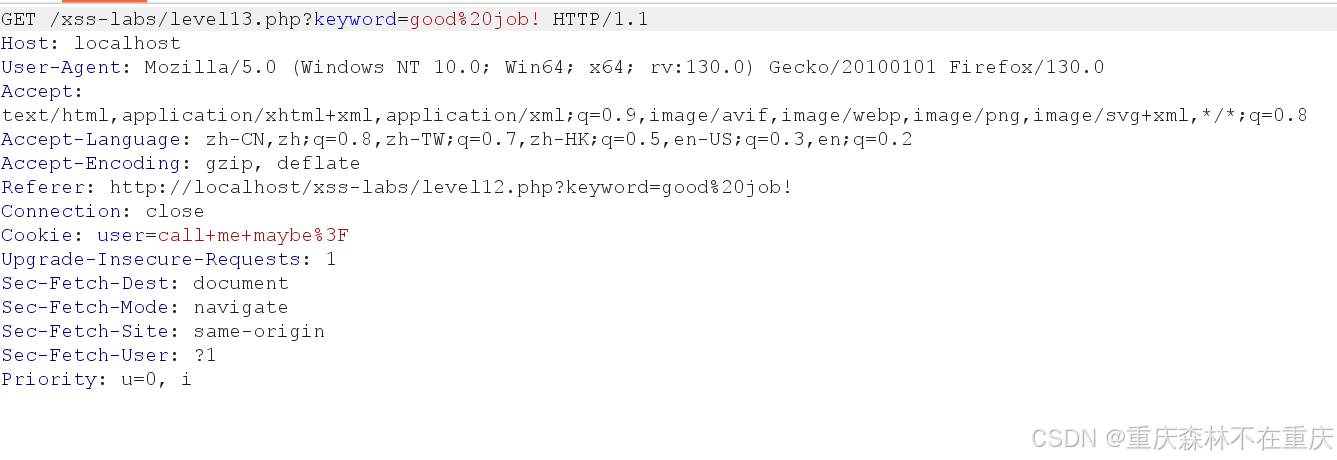 GET /xss-labs/level13.php?keyword=good%20job! HTTP/1.1
Host: localhost
User-Agent: Mozilla/5.0 (Windows NT 10.0; Win64; x64; rv:130.0) Gecko/20100101 Firefox/130.0
Accept:
text/html,application/xhtml+xml,application/xml;q=0.9,image/avif,image/webp,image/png,image/svg+xml,*/*;q=0.8
Accept-Language: zh-CN,zh;q=0.8,zh-TW;q=0.7,zh-HK;q=0.5,en-US;q=0.3,en;q=0.2
Accept-Encoding: gzip, deflate
Referer: http://localhost/xss-labs/level12.php?keyword=good%20job!
Connection: close
Cookie: user=call+me+maybe%3F
Upgrade-Insecure-Requests: 1
Sec-Fetch-Dest: document
Sec-Fetch-Mode: navigate
Sec-Fetch-Site: same-origin
Sec-Fetch-User: ?1
Priority: u=0, i
CSDN @重庆森林不在重庆